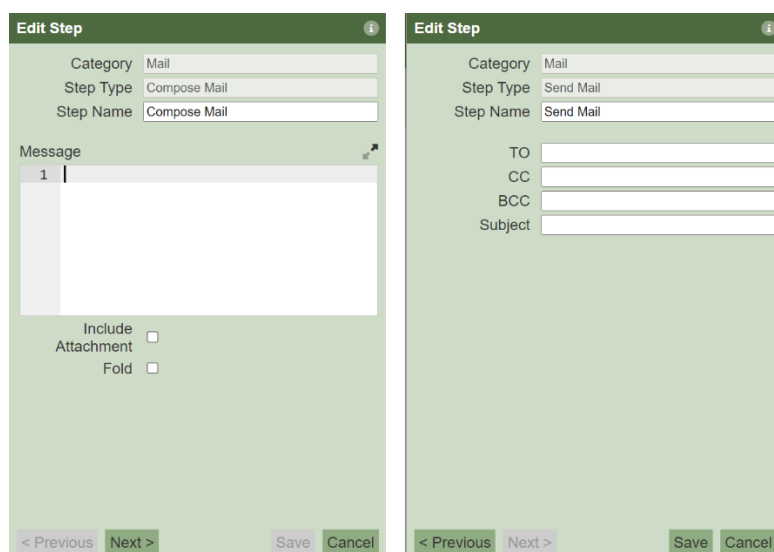 Edit Step
Category Mail
Step Type Compose Mail
Step Name Compose Mail
Message
1
Include
Attachment
Fold
< Previous Next > Save Cancel
Edit Step
Category Mail
Step Type Send Mail
Step Name Send Mail
TO
CC
BCC
Subject
< Previous Next > Save Cancel